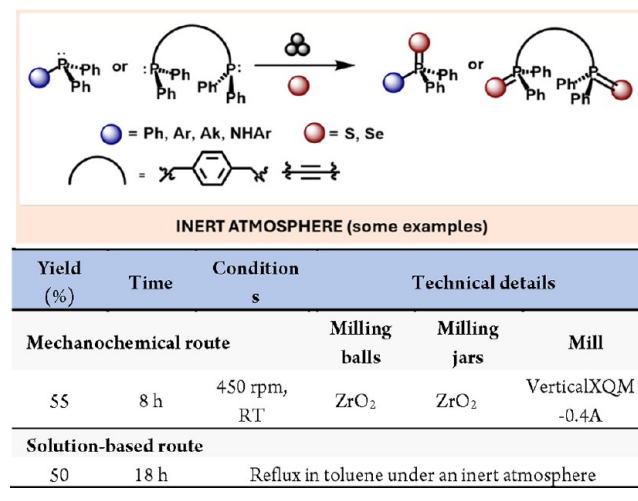 P Ph Ph or :P Ph Ph Ph P: Ph P Ph Ph or P Ph Ph Ph P Ph
= Ph, Ar, Ak, NHAr = S, Se
=
INERT ATMOSPHERE (some examples)
Yield (%) Time Condition s Technical details
Mechanochemical route Milling balls Milling jars Mill
55 8 h 450 rpm, RT ZrO₂ ZrO₂ VerticalXQM -0.4A
Solution-based route
50 18 h Reflux in toluene under an inert atmosphere